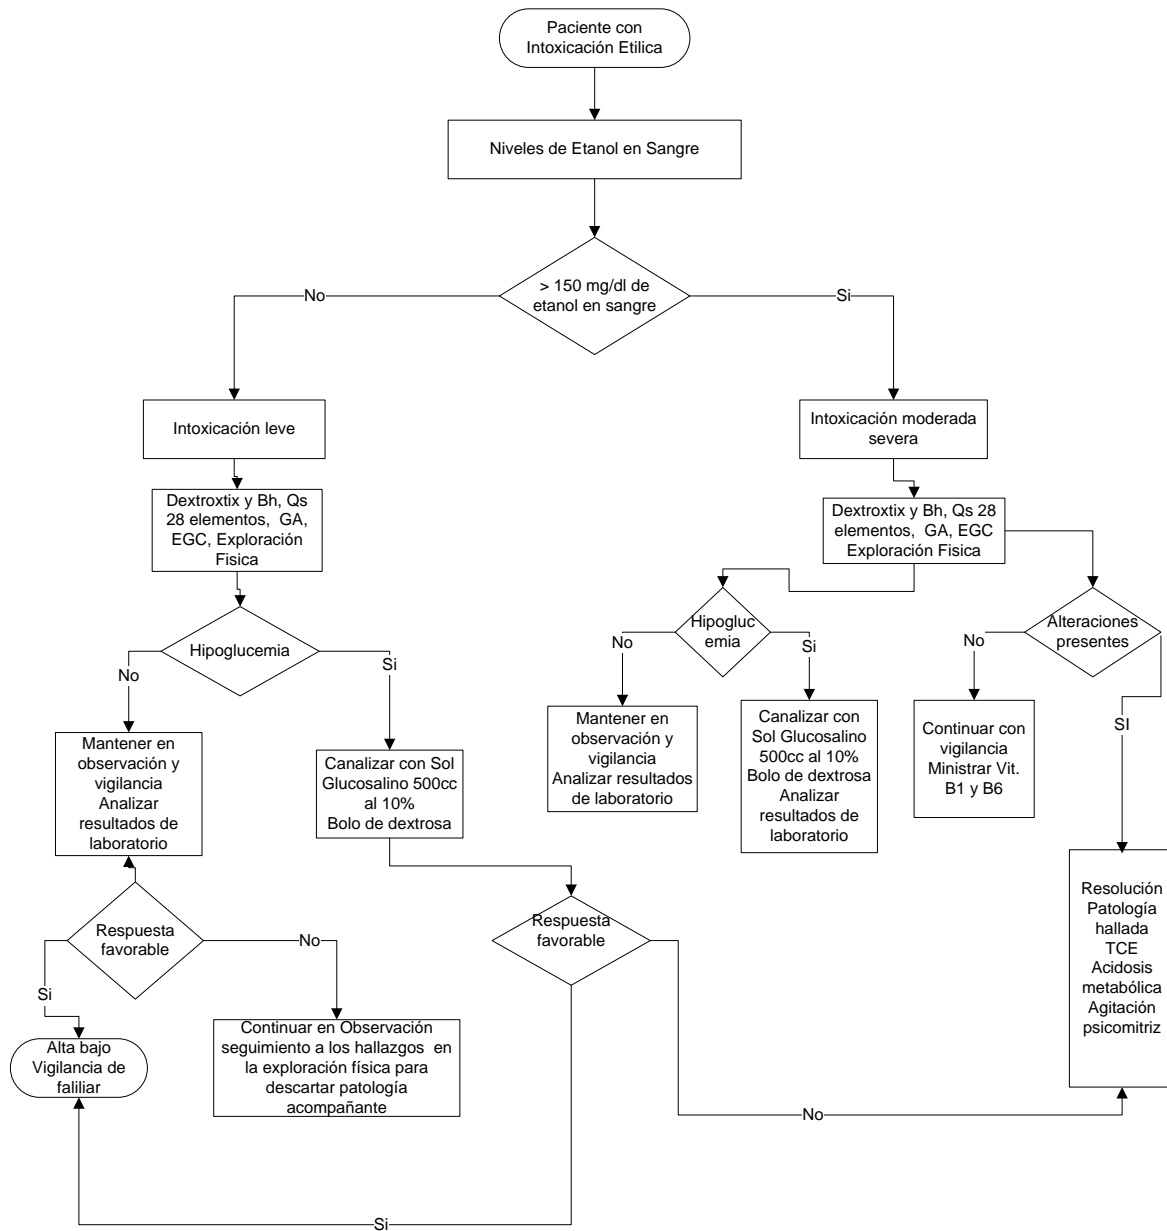 Paciente con
Intoxicación Etilica
Niveles de Etanol en Sangre
> 150 mg/dl de
etanol en sangre
No
Si
Intoxicación leve
Intoxicación moderada
severa
Dextroxtix y Bh, Qs
28 elementos, GA,
EGC, Exploración
Fisica
Dextroxtix y Bh, Qs 28
elementos, GA, EGC
Exploración Fisica
Hipoglucemia
No
Si
Hipogluc
emia
No
Si
Alteraciones
presentes
No
SI
Mantener en
observación y
vigilancia
Analizar
resultados de
laboratorio
Canalizar con Sol
Glucosalino 500cc
al 10%
Bolo de dextrosa
Mantener en
observación y
vigilancia
Analizar resultados
de laboratorio
Canalizar con
Sol Glucosalino
500cc al 10%
Bolo de dextrosa
Analizar
resultados de
laboratorio
Continuar con
vigilancia
Ministrar Vit.
B1 y B6
Resolución
Patología
hallada
TCE
Acidosis
metabólica
Agitación
psicomitriz
Respuesta
favorable
No
Si
Respuesta
favorable
Alta bajo
Vigilancia de
faliliar
Continuar en Observación
seguimiento a los hallazgos en
la exploración física para
descartar patología
acompañante
No
Si